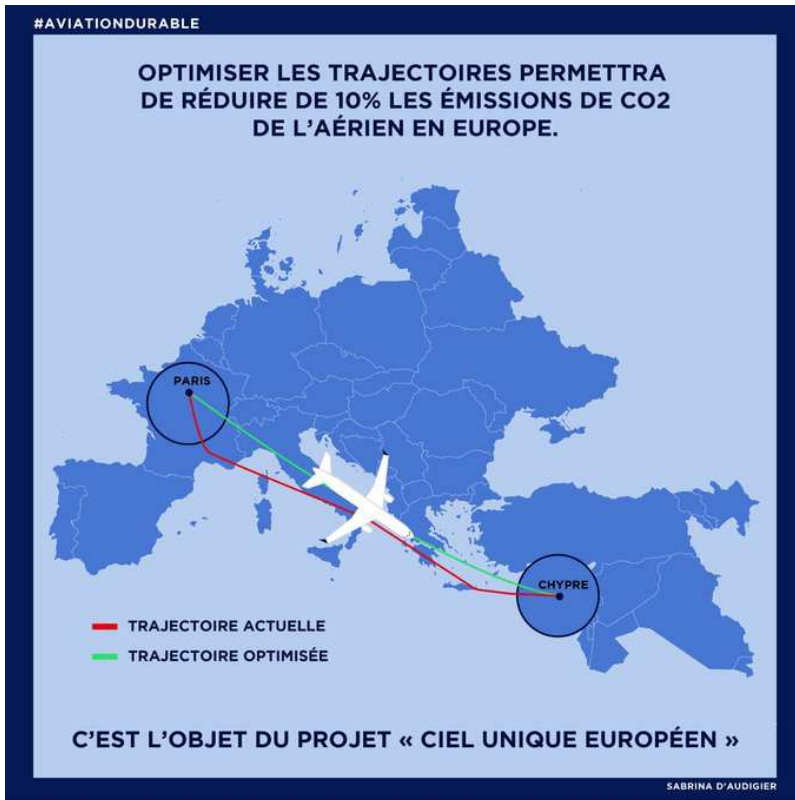 #AVIATIONDURABLE
OPTIMISER LES TRAJECTOIRES PERMETTRA
DE RÉDUIRE DE 10% LES ÉMISSIONS DE CO2
DE L'AÉRIEN EN EUROPE.
PARIS
CHYPRE
TRAJECTOIRE ACTUELLE
TRAJECTOIRE OPTIMISÉE
C'EST L'OBJET DU PROJET « CIEL UNIQUE EUROPÉEN »
SABRINA D'AUDIGIER